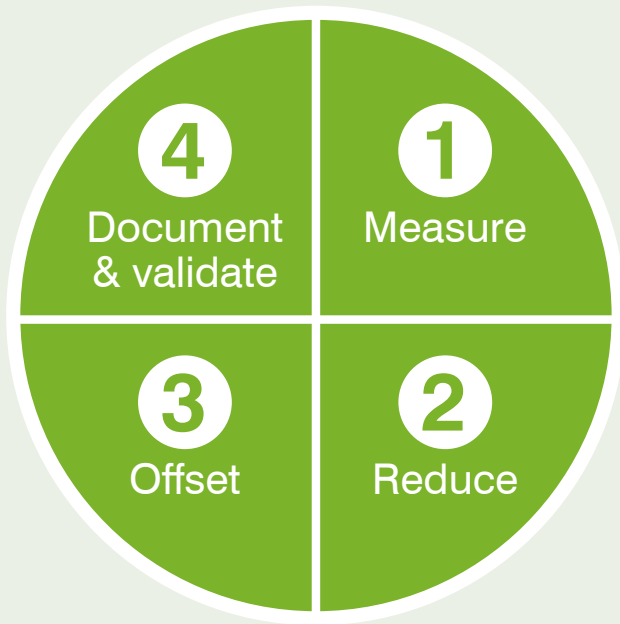 4
Document
& validate
1
Measure
3
Offset
2
Reduce